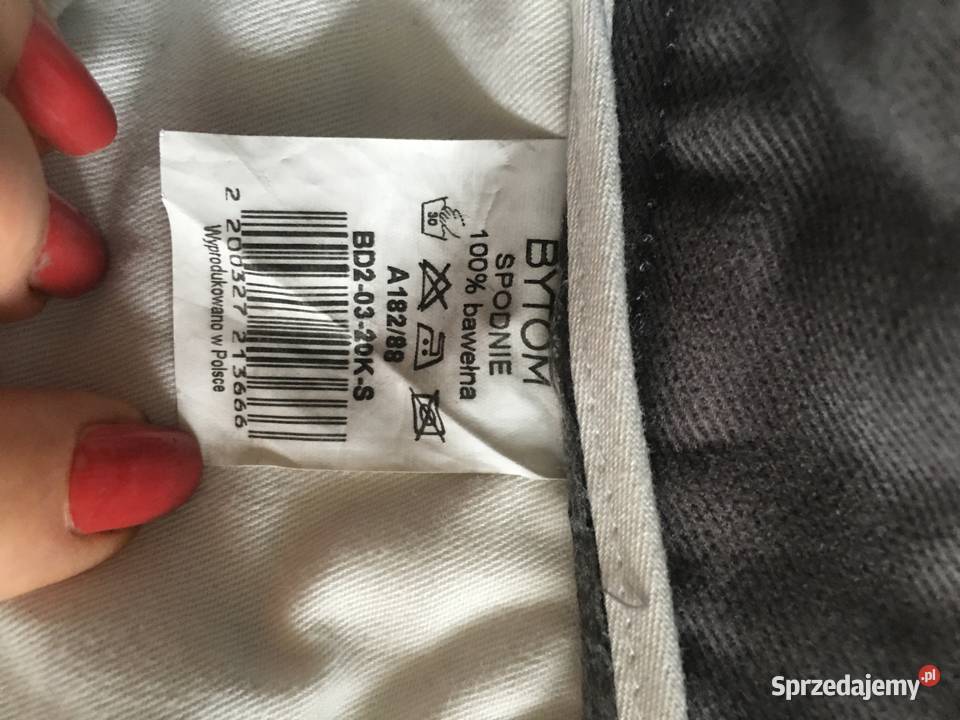 BYTOM
SPODNIE
100% bawełna
30
A182/88
BD2-03-20K-S
2 200327 213666
Wyprodukowano w Polsce
Sprzedajemy.pl